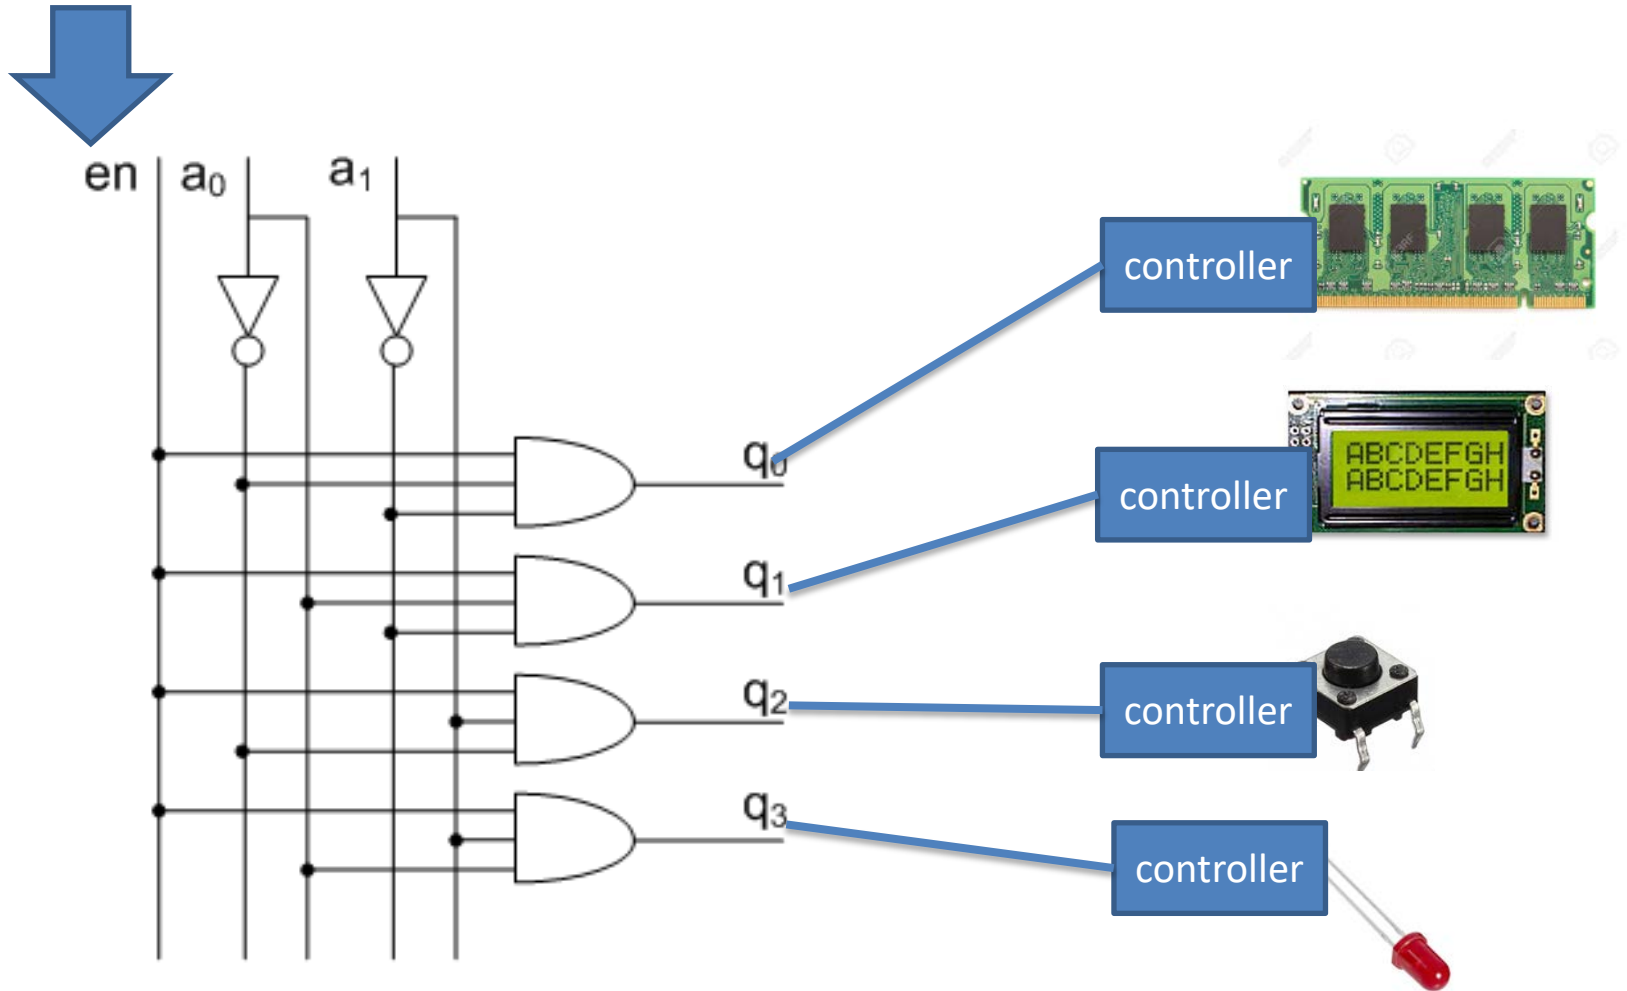 en a₀ a₁
q₀ controller
q₁ controller
ABCDEFGH
ABCDEFGH
q₂ controller
q₃ controller